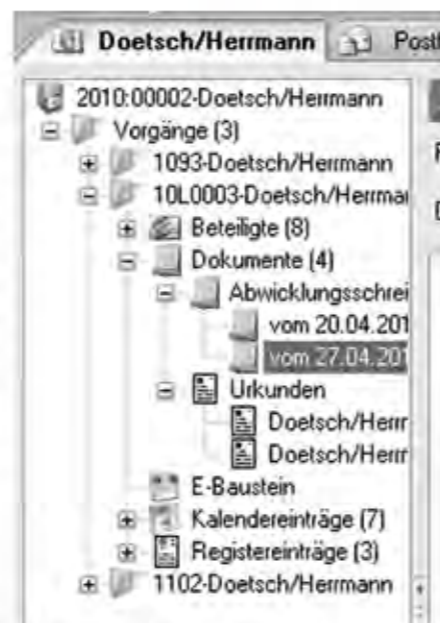 Doetsch/Herrmann Post
2010:00002-Doetsch/Herrmann
Vorgänge (3)
1093-Doetsch/Herrmann
10L0003-Doetsch/Herrma
Beteiligte (8)
Dokumente (4)
Abwicklungsschrei
vom 20.04.201
vom 27.04.201
Urkunden
Doetsch/Herr
Doetsch/Herr
E-Baustein
Kalendereinträge (7)
Registereinträge (3)
1102-Doetsch/Herrmann